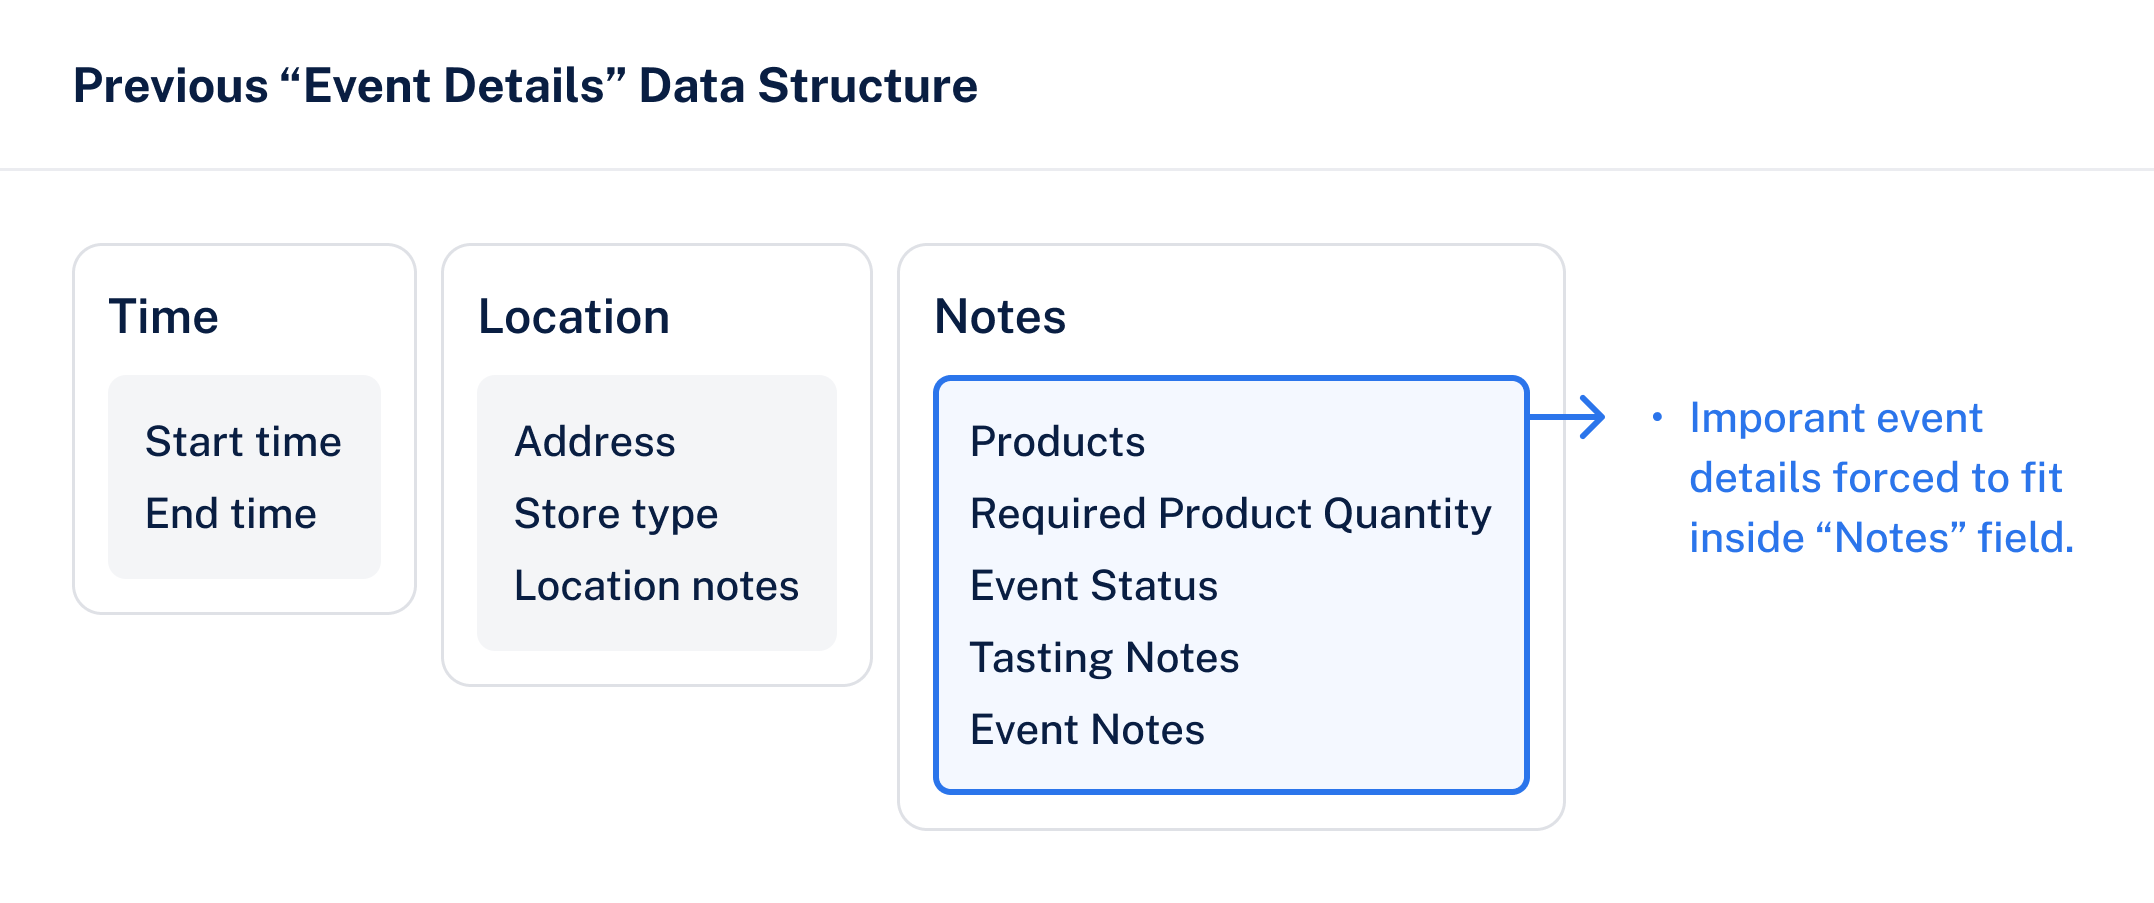 Previous “Event Details” Data Structure
Time
Start time
End time
Location
Address
Store type
Location notes
Notes
Products
Required Product Quantity
Event Status
Tasting Notes
Event Notes
• Imporant event
details forced to fit
inside “Notes” field.